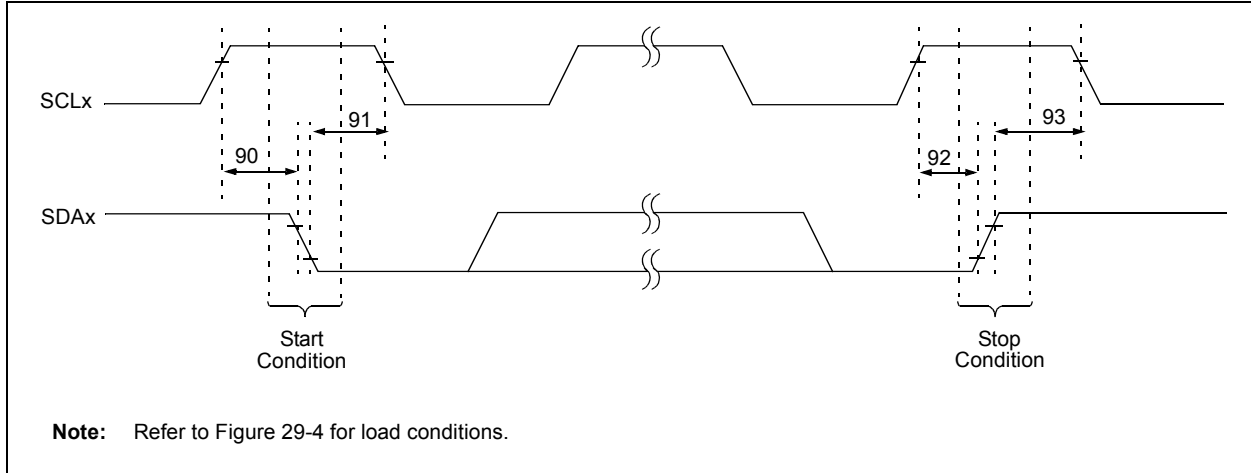 SCLx
91
93
90
92
SDAx
Start
Condition
Stop
Condition
Note: Refer to Figure 29-4 for load conditions.